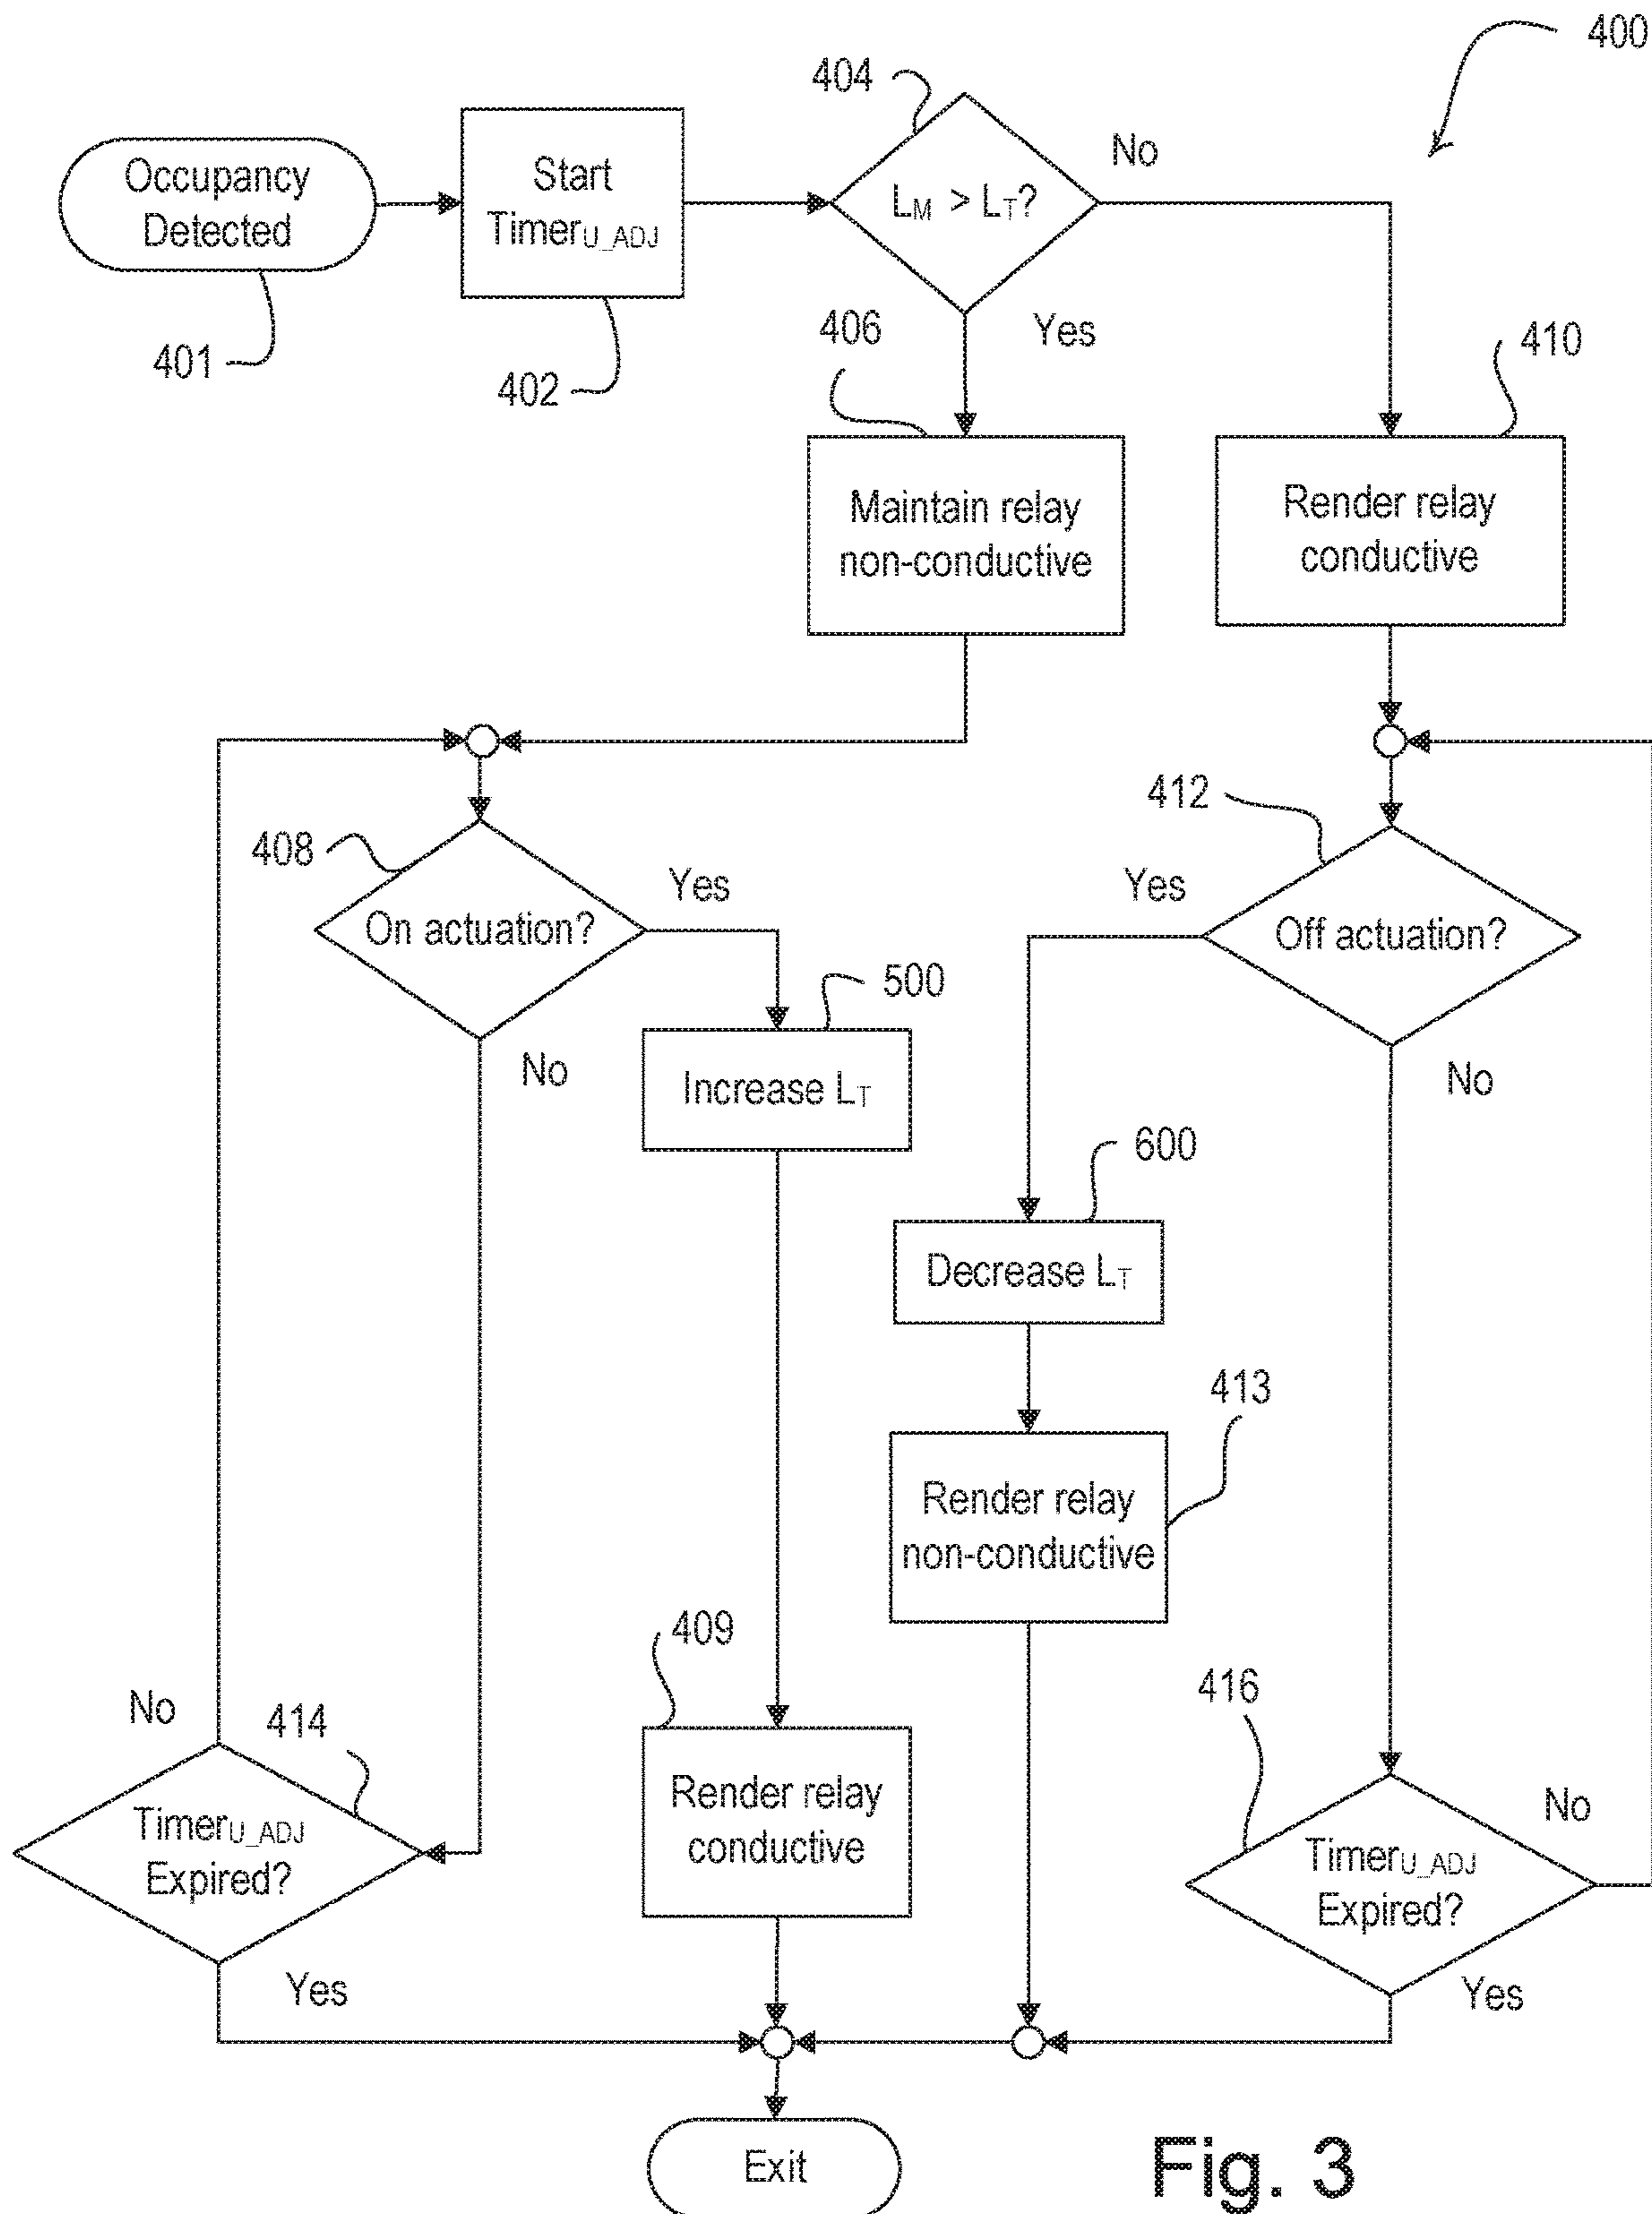 400
404
Occupancy
Detected
401
Start
TimerU_ADJ
402
LM > LT?
No
Yes
406
410
Maintain relay
non-conductive
Render relay
conductive
408
On actuation?
Yes
No
412
Off actuation?
Yes
No
500
Increase LT
600
Decrease LT
413
Render relay
non-conductive
409
Render relay
conductive
No
414
TimerU_ADJ
Expired?
Yes
416
TimerU_ADJ
Expired?
No
Yes
Exit
Fig. 3